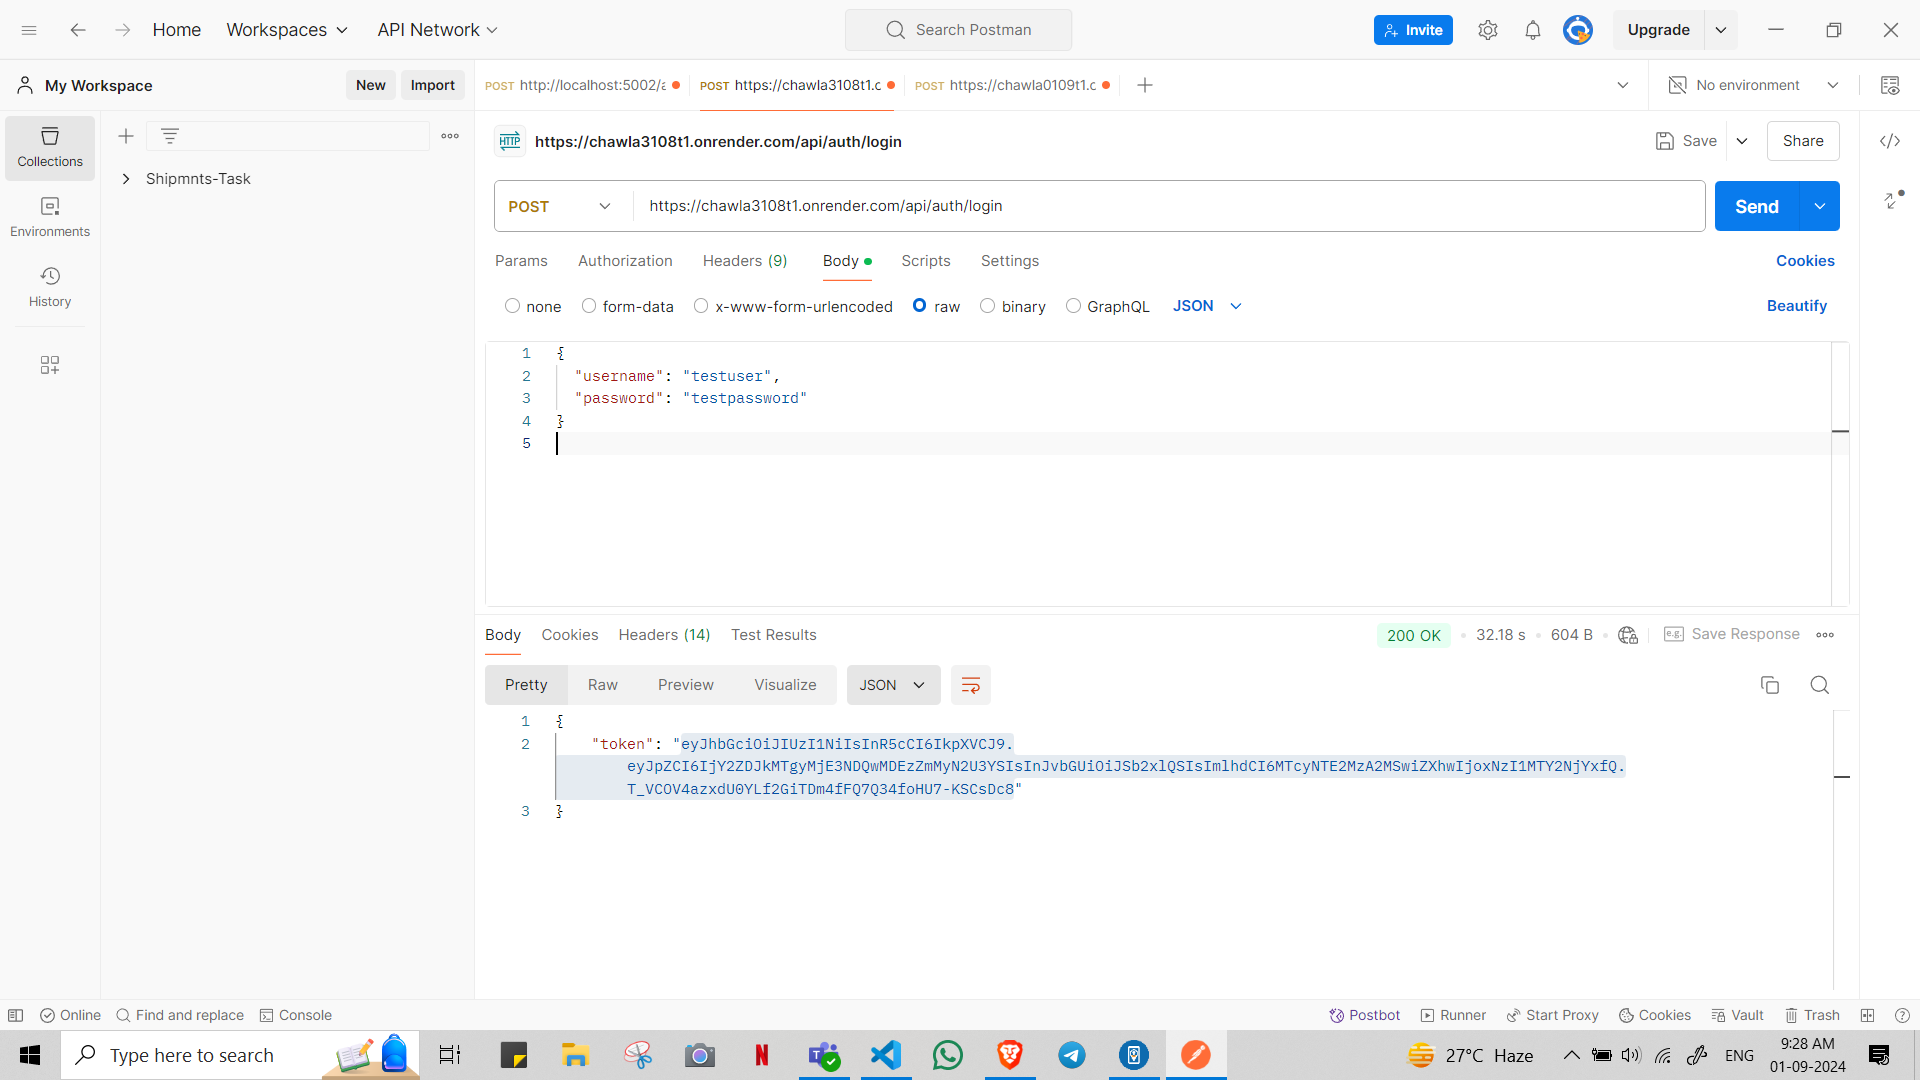 Home Workspaces API Network Search Postman Invite Upgrade
My Workspace New Import POST http://localhost:5002/a POST https://chawla3108t1.c POST https://chawla0109t1.c No environment
Collections
Shipmnts-Task
Environments
History
HTTP https://chawla3108t1.onrender.com/api/auth/login Save Share
POST https://chawla3108t1.onrender.com/api/auth/login Send
Params Authorization Headers (9) Body Scripts Settings Cookies
none form-data x-www-form-urlencoded raw binary GraphQL JSON Beautify
1 {
2 "username": "testuser",
3 "password": "testpassword"
4 }
5
Body Cookies Headers (14) Test Results 200 OK 32.18 s 604 B e.g. Save Response
Pretty Raw Preview Visualize JSON
1 {
2 "token": "eyJhbGciOiJIUzI1NiIsInR5cCI6IkpXVCJ9.
eyJpZCI6IjY2ZDJkMTgyMjE3NDQwMDEzZmMyN2U3YSIsInJvbGUiOiJSb2xlQSIsImlhdCI6MTcyNTE2MzA2MSwiZXhwIjoxNzI1MTY2NjYxfQ.
T_VCOV4azxdU0YLf2GiTDm4fFQ7Q34foHU7-KSCsDc8"
3 }
Online Find and replace Console Postbot Runner Start Proxy Cookies Vault Trash
Type here to search 27°C Haze ENG 9:28 AM
01-09-2024